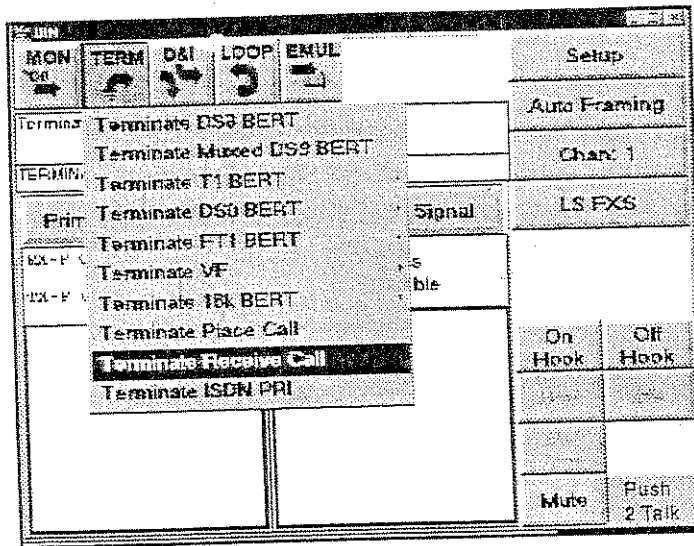 MON TERM D&I LOOP EMUL
Setup
Auto Framing
Chan: 1
LS FXS
Terminate DS3 BERT
Terminate Muxed DS3 BERT
Terminate T1 BERT
Terminate DS0 BERT
Terminate FT1 BERT
Terminate VF
Terminate 16k BERT
Terminate Place Call
Terminate Receive Call
Terminate ISDN PRI
Signal
On Hook
Off Hook
Mute
Push 2 Talk